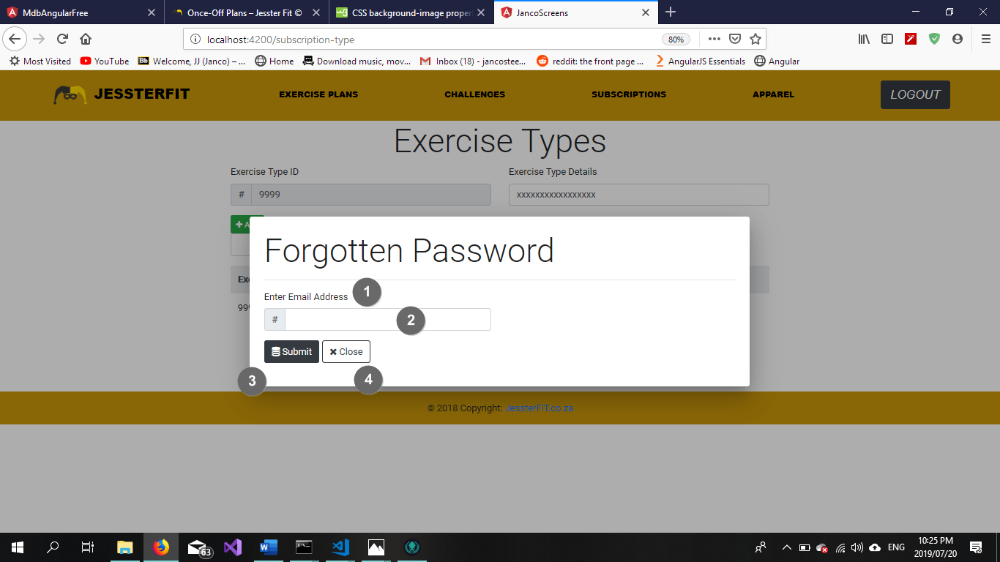 MdbAngularFree
Once-Off Plans – Jesster Fit ©
CSS background-image proper
JancoScreens
localhost:4200/subscription-type
80%
Most Visited
YouTube
Bb Welcome, JJ (Janco) – ...
Home
Download music, mov...
Inbox (18) - jancostee...
reddit: the front page ...
AngularJS Essentials
Angular
JESSTERFIT
EXERCISE PLANS
CHALLENGES
SUBSCRIPTIONS
APPAREL
LOGOUT
Exercise Types
Exercise Type ID
Exercise Type Details
# 9999
xxxxxxxxxxxxxxxxx
Forgotten Password
Enter Email Address
1
#
2
Submit
Close
3
4
© 2018 Copyright: JessterFiT.co.za
63
ENG
10:25 PM
2019/07/20